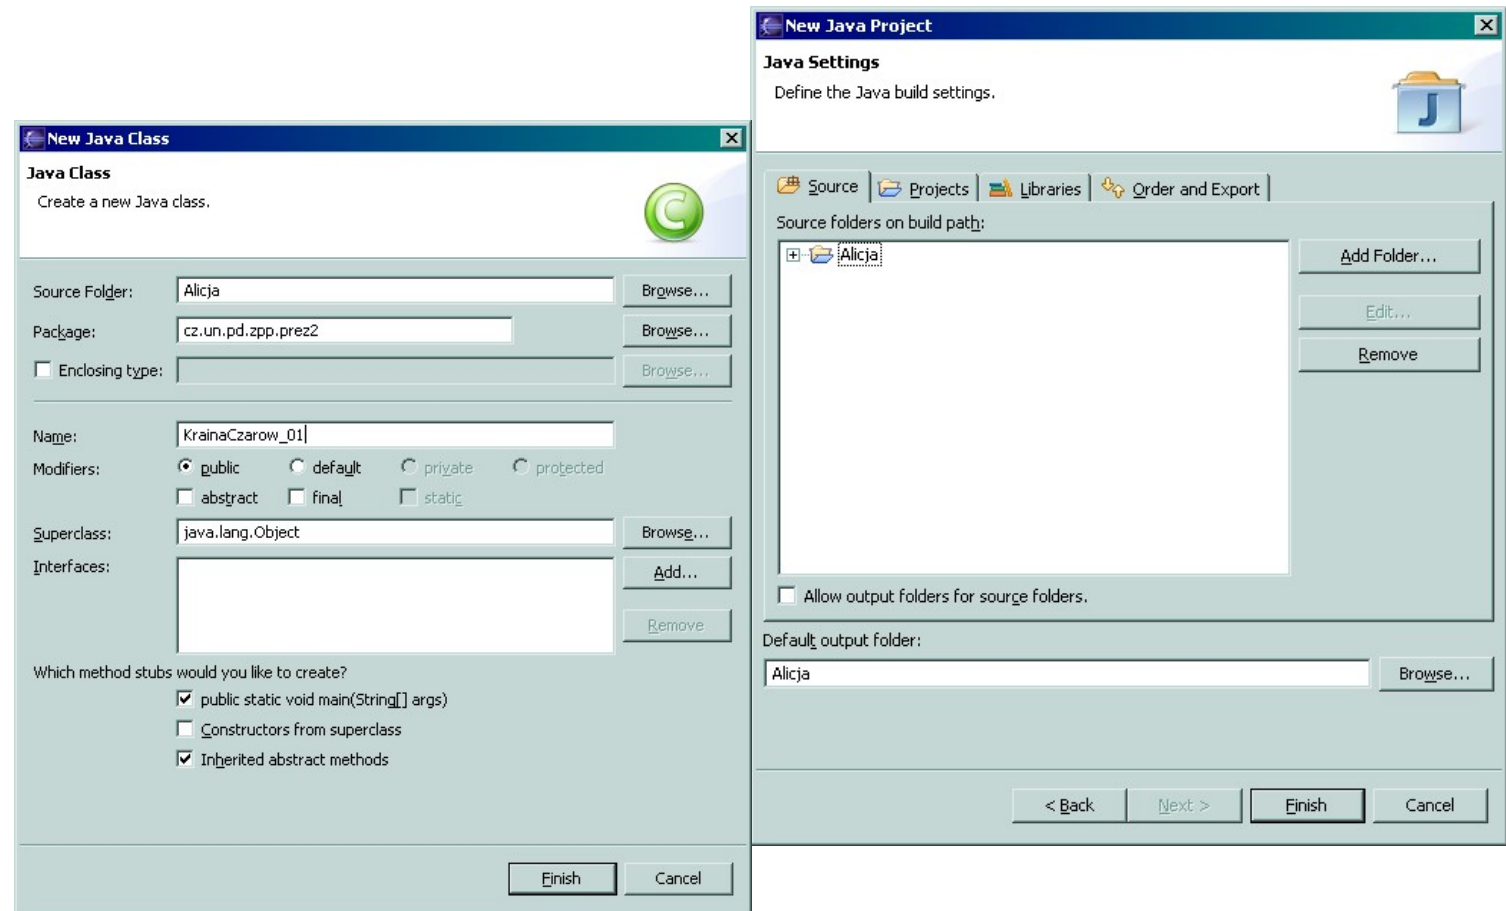 New Java Class
Java Class
Create a new Java class.
Source Folder: Alicja Browse...
Package: cz.un.pd.zpp.prez2 Browse...
Enclosing type: Browse...
Name: KrainaCzarow_01
Modifiers: public default private protected
abstract final static
Superclass: java.lang.Object Browse...
Interfaces: Add...
Remove
Which method stubs would you like to create?
public static void main(String[] args)
Constructors from superclass
Inherited abstract methods
Finish Cancel
New Java Project
Java Settings
Define the Java build settings.
J
Source Projects Libraries Order and Export
Source folders on build path:
Alicja Add Folder...
Edit...
Remove
Allow output folders for source folders.
Default output folder:
Alicja Browse...
< Back Next > Finish Cancel